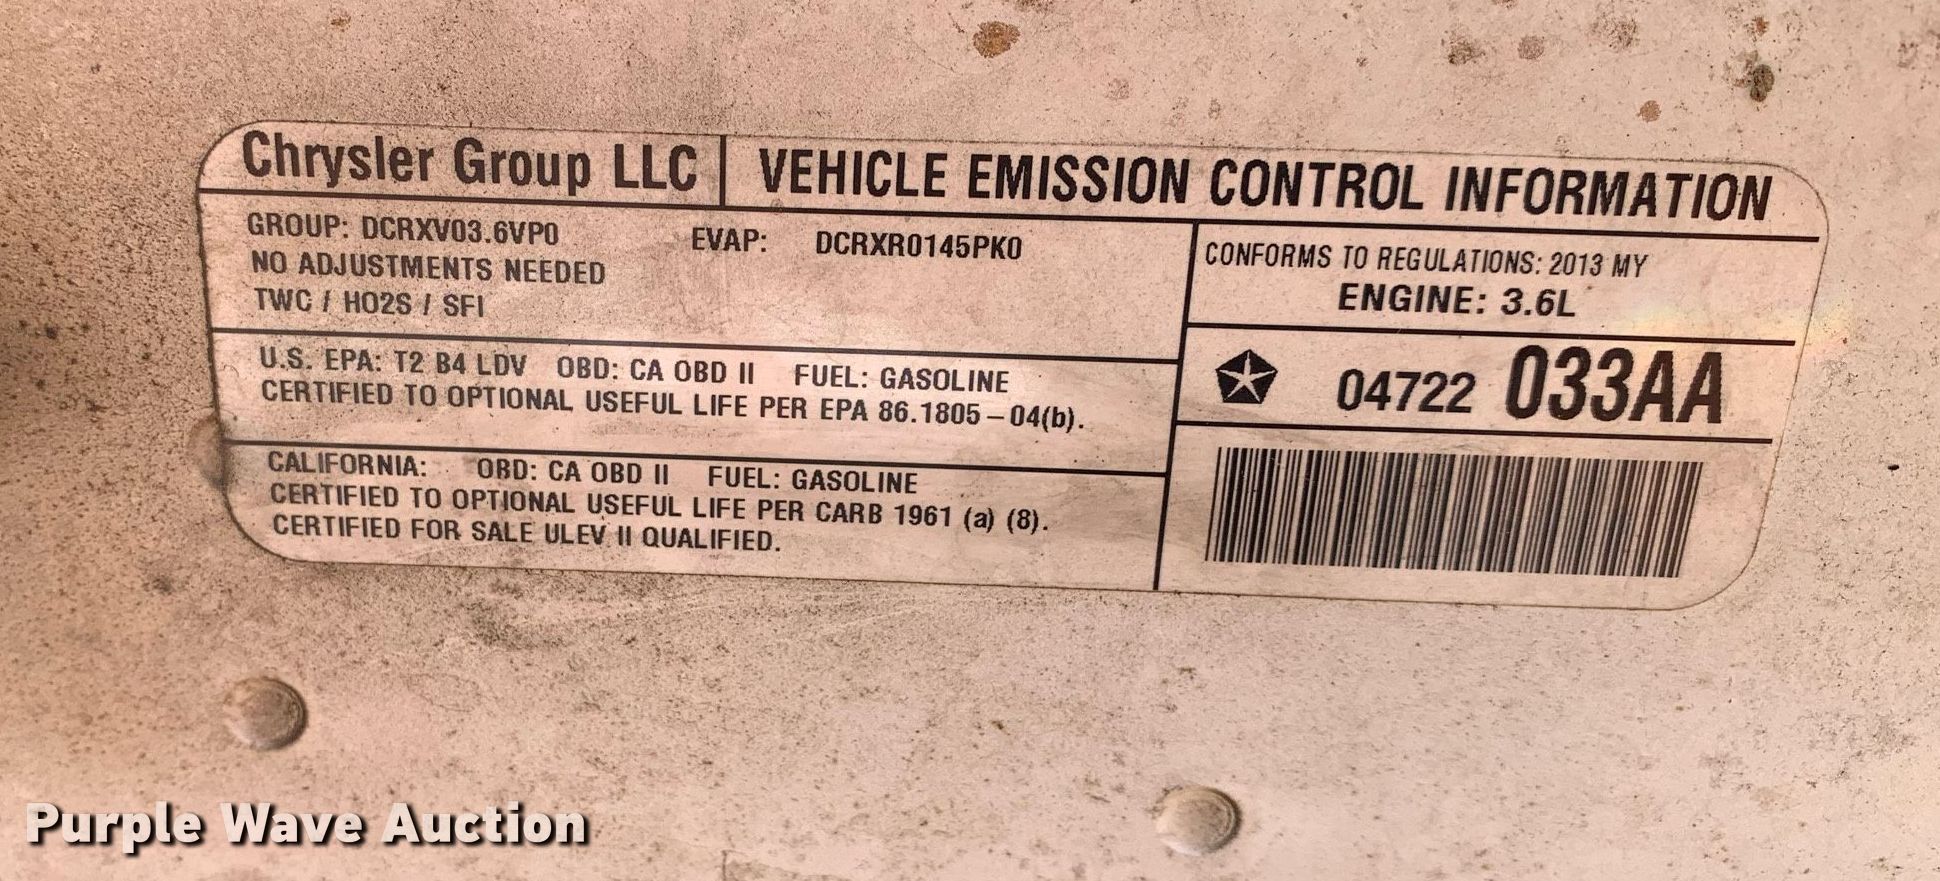 Chrysler Group LLC VEHICLE EMISSION CONTROL INFORMATION
GROUP: DCRXV03.6VP0 EVAP: DCRXR0145PK0
NO ADJUSTMENTS NEEDED
TWC / HO2S / SFI
CONFORMS TO REGULATIONS: 2013 MY
ENGINE: 3.6L
U.S. EPA: T2 B4 LDV OBD: CA OBD II FUEL: GASOLINE
CERTIFIED TO OPTIONAL USEFUL LIFE PER EPA 86.1805-04(b).
04722 033AA
CALIFORNIA: OBD: CA OBD II FUEL: GASOLINE
CERTIFIED TO OPTIONAL USEFUL LIFE PER CARB 1961 (a) (8).
CERTIFIED FOR SALE ULEV II QUALIFIED.
Purple Wave Auction